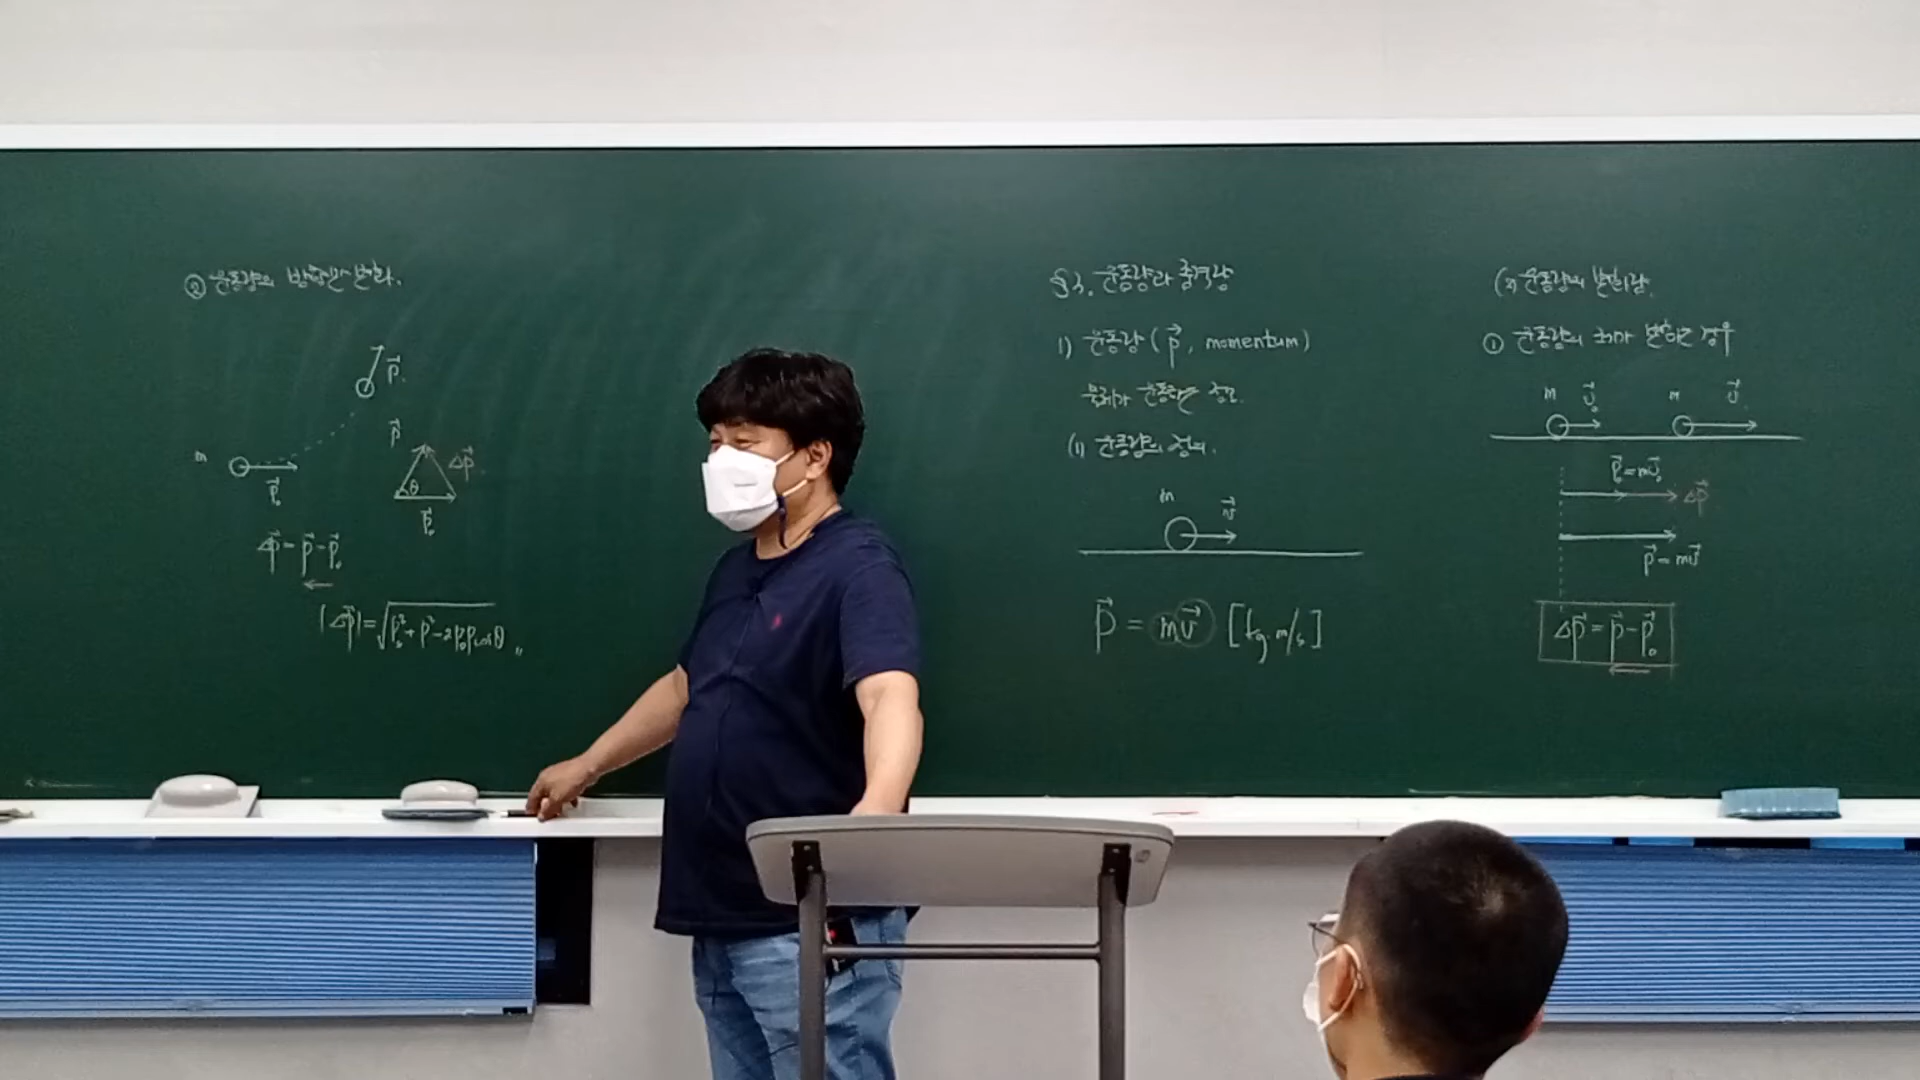 ② 운동량의 방향만 변화.
p⃗
m
p⃗₀
p⃗
Δp⃗
θ
p⃗₀
Δp⃗ = p⃗ - p⃗₀
|Δp⃗| = √p₀² + p² - 2p₀p cosθ
§2. 운동량과 충격량
1) 운동량 (p⃗, momentum)
물체가 운동하는 정도.
(1) 운동량의 정의.
m
v⃗
p⃗ = mv⃗ [kg·m/s]
(2) 운동량의 변화량.
① 운동량의 크기가 변하는 경우
m v⃗₀ m v⃗
p⃗₀ = mv⃗₀
Δp⃗
p⃗ = mv⃗
Δp⃗ = p⃗ - p⃗₀